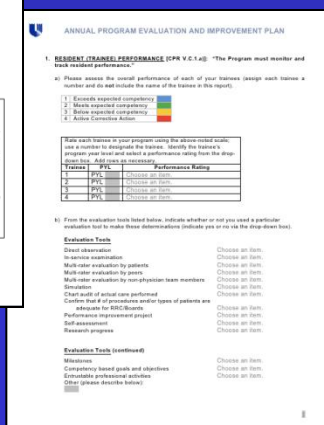 ANNUAL PROGRAM EVALUATION AND IMPROVEMENT PLAN
1. RESIDENT (TRAINEE) PERFORMANCE [CPR V.C.1.a)]: "The Program must monitor and
track resident performance."
a) Please assess the overall performance of each of your trainees (assign each trainee a
number and do not include the name of the trainees in this report).
1 Exceeds expected competency
2 Meets expected competency
3 Below expected competency
4 Active Corrective Action
Rate each trainee in your program using the above-noted scale;
use a number to designate the trainee. Identify the trainee's
program year level and select a performance rating from the drop-
down box. Add rows as necessary.
Trainee PYL Performance Rating
1 PYL Choose an item.
2 PYL Choose an item.
3 PYL Choose an item.
4 PYL Choose an item.
b) From the evaluation tool listed below, indicate whether or not you used a particular
evaluation tool to make these determinations (indicate yes or no via the drop-down box).
Evaluation Tools
Direct observation Choose an item.
In-service examination Choose an item.
Multi-rater evaluation by patients Choose an item.
Multi-rater evaluation by peers Choose an item.
Multi-rater evaluation by non-physician team members Choose an item.
Simulation Choose an item.
Chart audit of actual care performed Choose an item.
Confirm that # of procedures and/or types of patients are
adequate for RRC/Boards Choose an item.
Performance improvement project Choose an item.
Self-assessment Choose an item.
Research progress Choose an item.
Evaluation Tools (continued)
Milestones Choose an item.
Competency based goals and objectives Choose an item.
Entrustable professional activities Choose an item.
Other (please describe below):